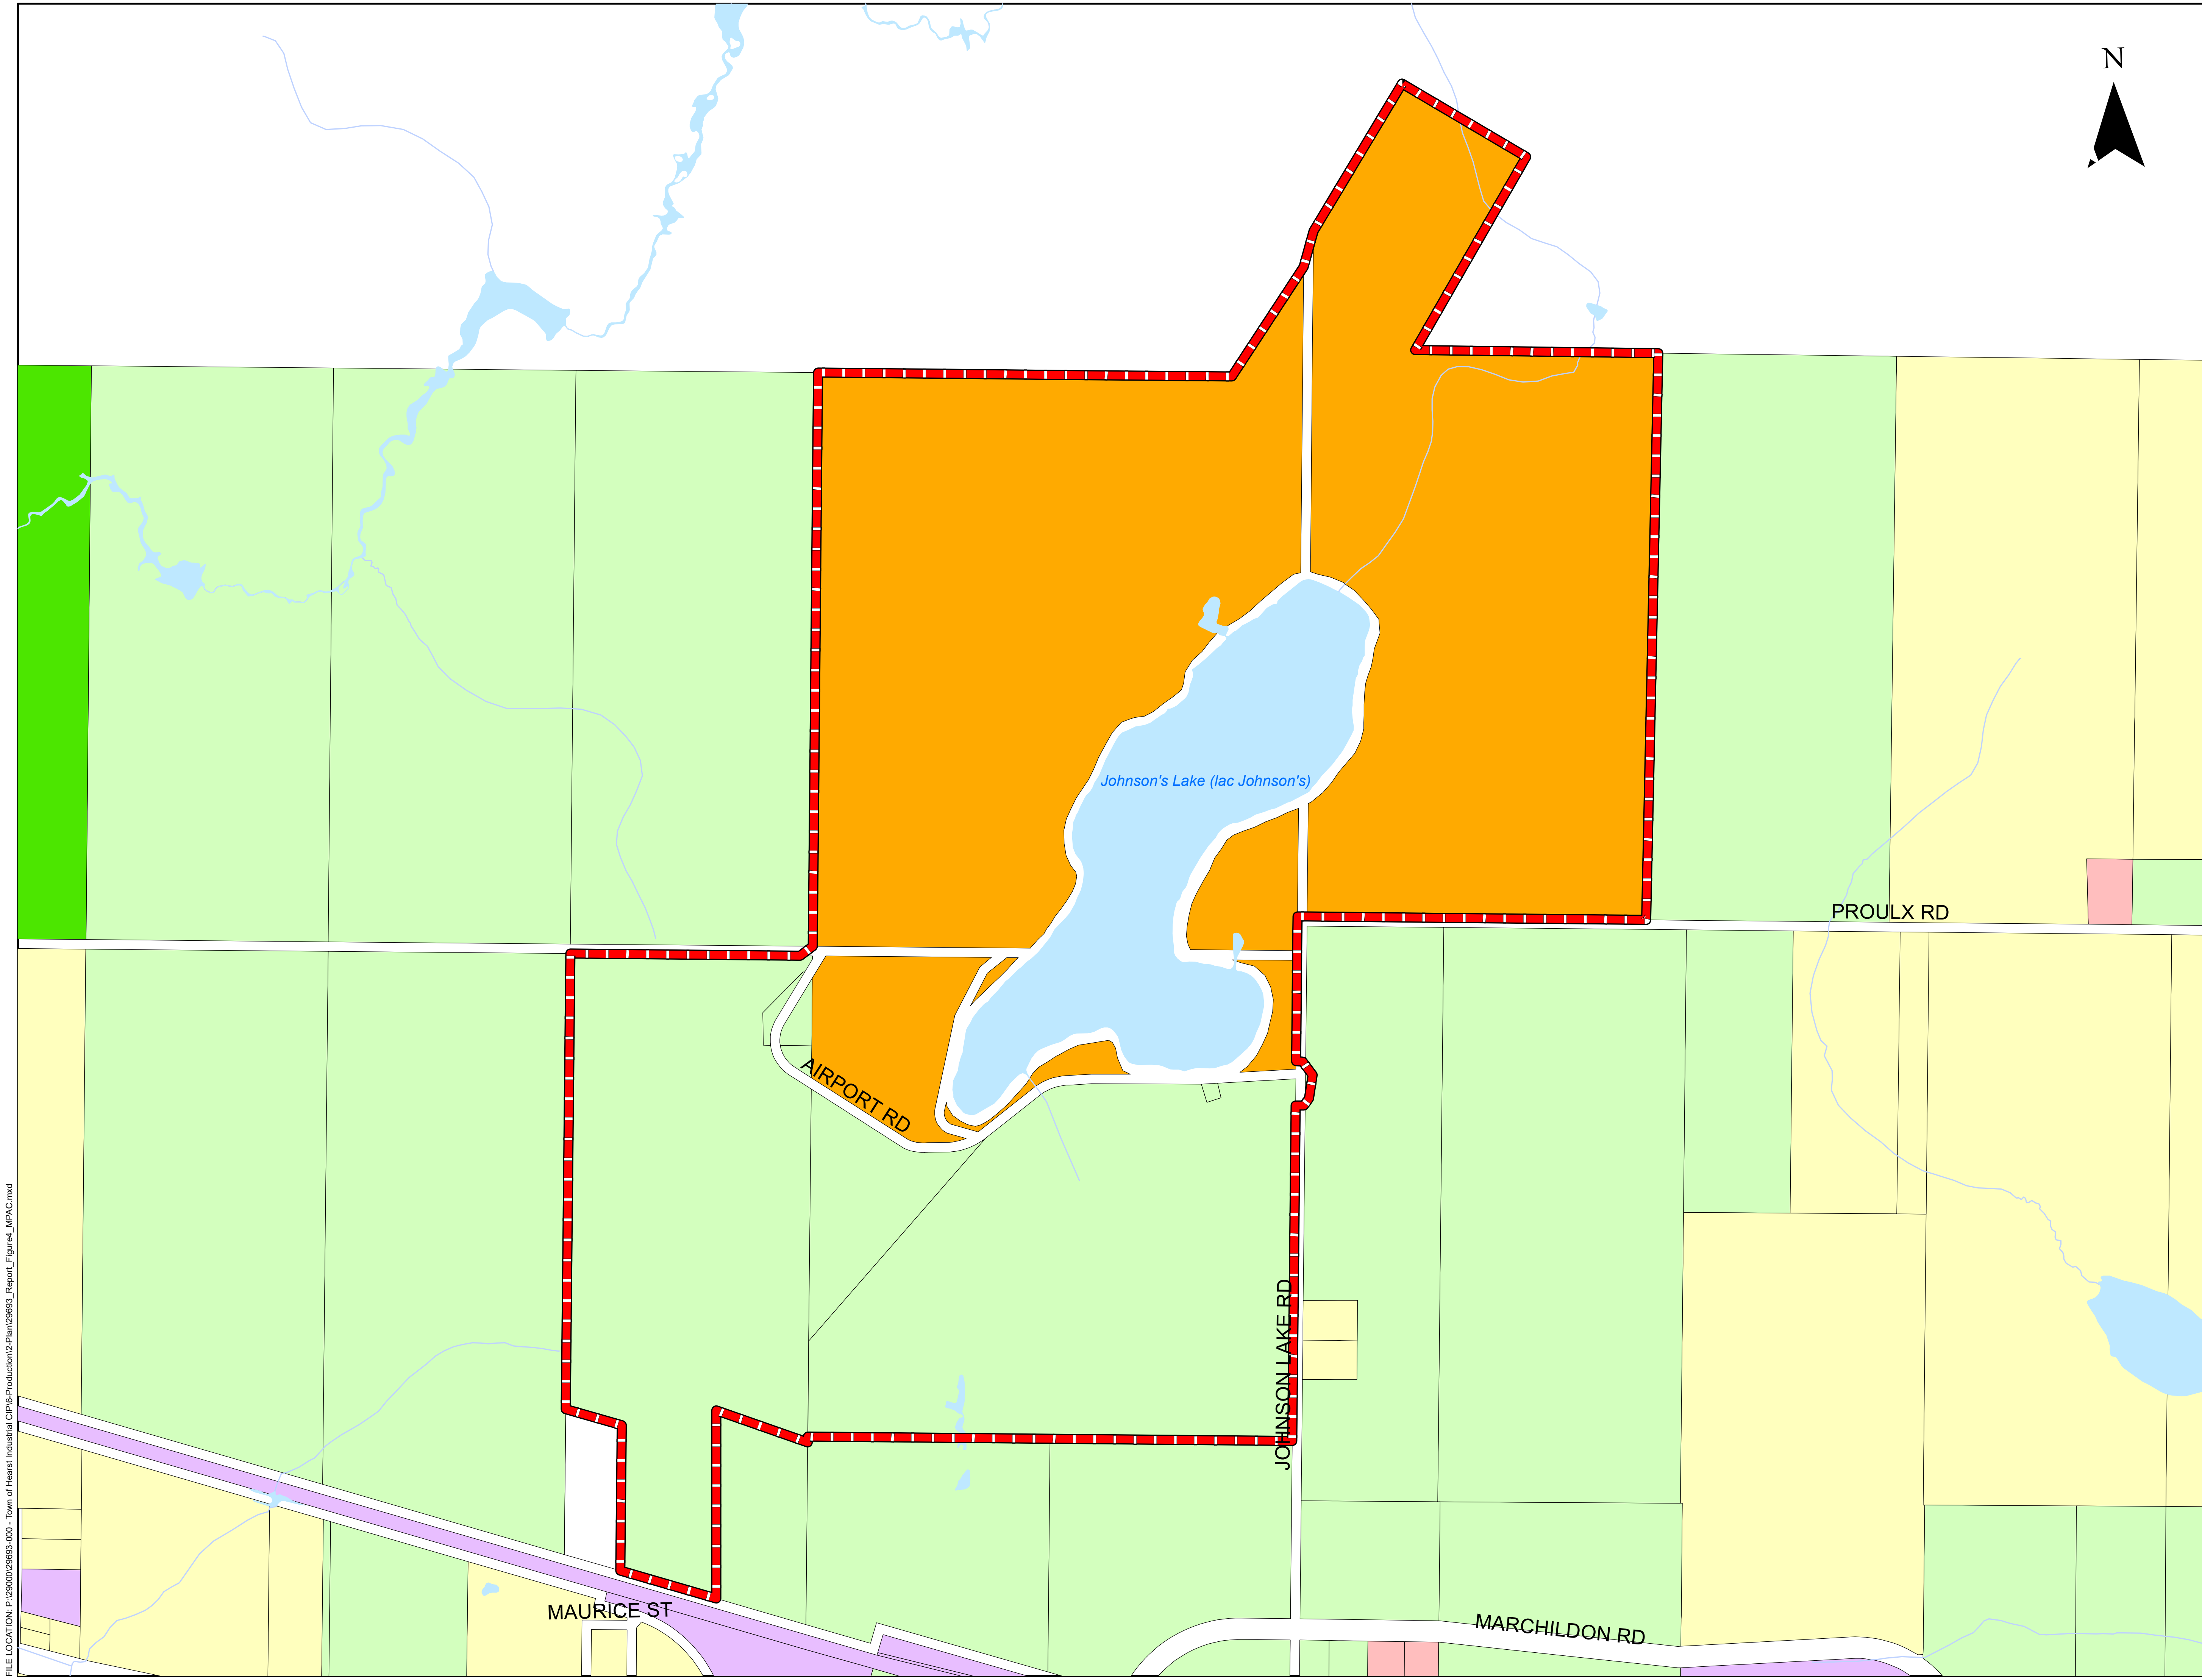 N
Johnson's Lake (lac Johnson's)
PROULX RD
AIRPORT RD
JOHNSON LAKE RD
MAURICE ST
MARCHILDON RD
FILE LOCATION: P:\29000\29693-000 - Town of Hearst Industrial CIP\6-Production\2-Plan\29693_Report_Figure4_MPAC.mxd